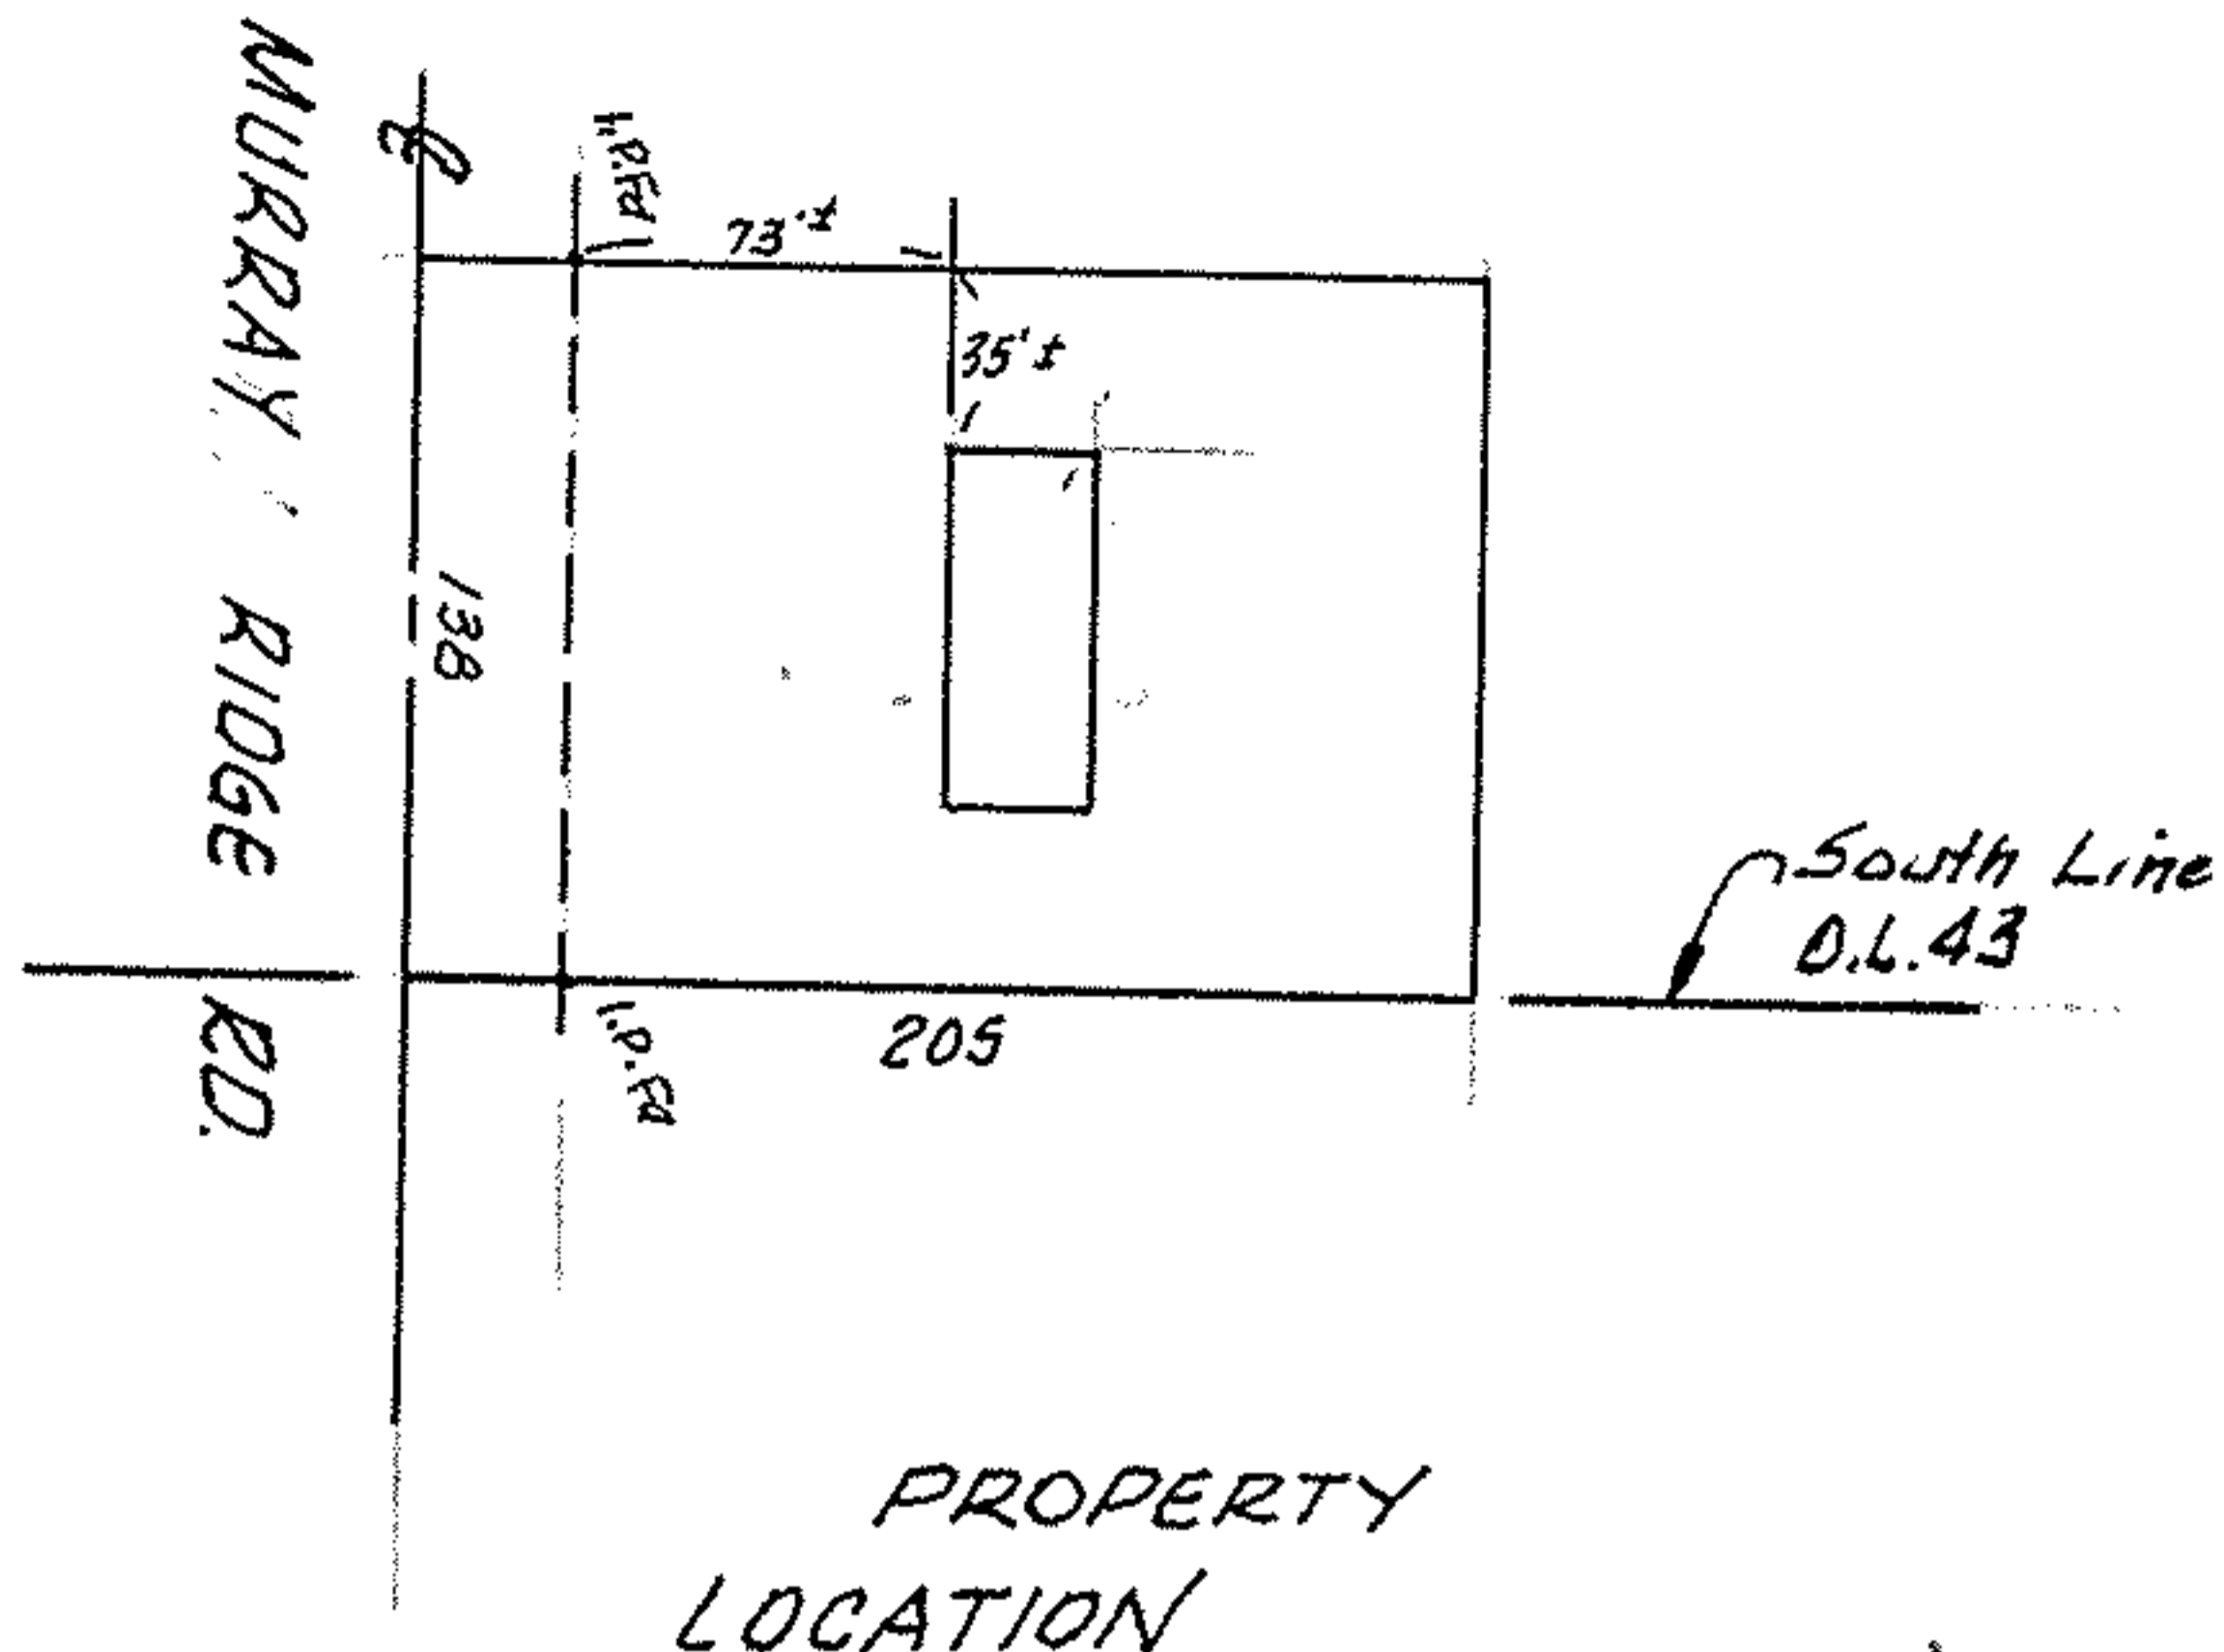 MURRAY RIDGE RD.
℄
I.P. Fd
73'±
35'±
138
South Line
O.L. 43
I.P. Fd
205
PROPERTY
LOCATION